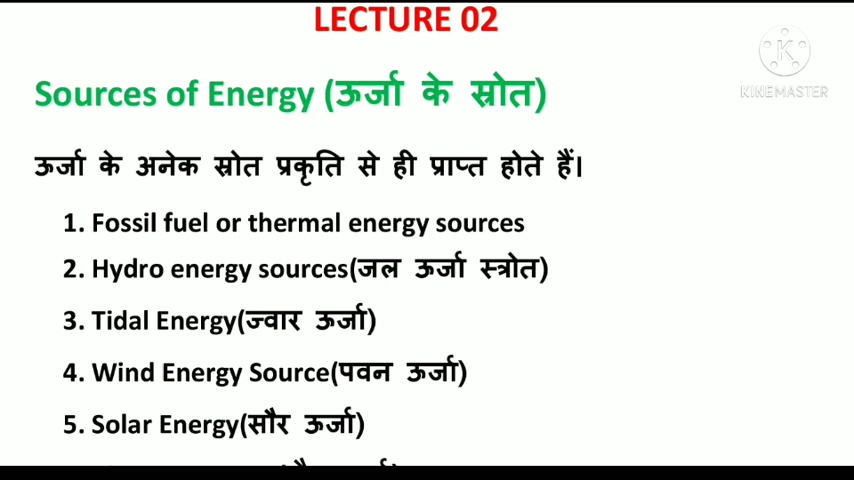 LECTURE 02
K
KINEMASTER
Sources of Energy (ऊर्जा के स्रोत)
ऊर्जा के अनेक स्रोत प्रकृति से ही प्राप्त होते हैं।
1. Fossil fuel or thermal energy sources
2. Hydro energy sources(जल ऊर्जा स्त्रोत)
3. Tidal Energy(ज्वार ऊर्जा)
4. Wind Energy Source(पवन ऊर्जा)
5. Solar Energy(सौर ऊर्जा)